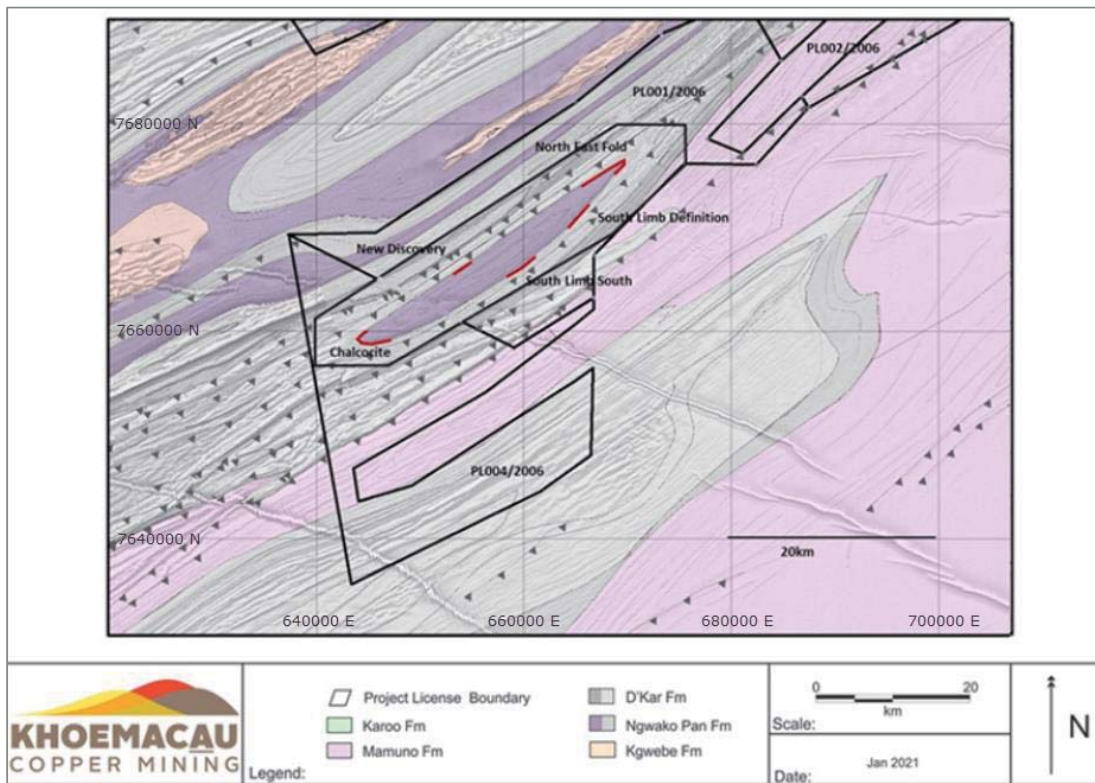 PL002/2006
PL001/2006
7680000 N
North East Fold
South Limb Definition
New Discovery
South Limb South
7660000 N
Chalcocite
PL004/2006
7640000 N
20km
640000 E
660000 E
680000 E
700000 E
KHOEMACAU
COPPER MINING
Legend:
Project License Boundary
Karoo Fm
Mamuno Fm
D'Kar Fm
Ngwako Pan Fm
Kgwebe Fm
0 20
km
Scale:
Jan 2021
Date:
N